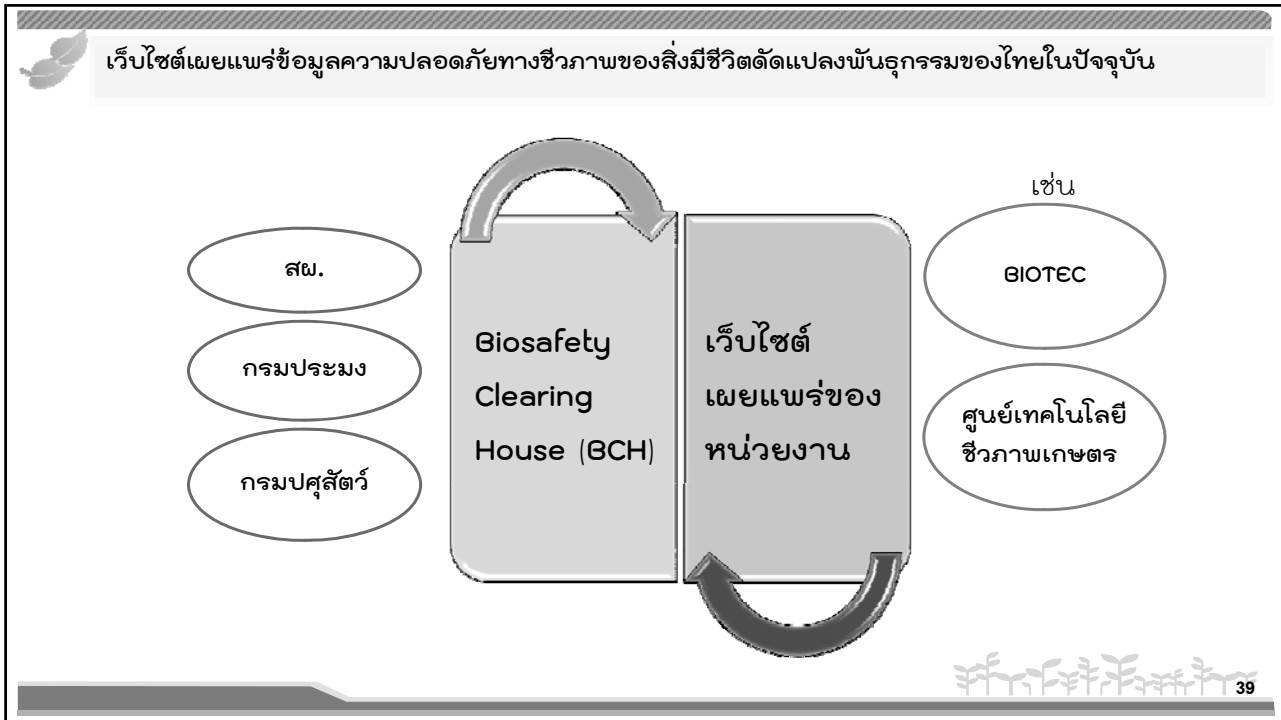 เว็บไซต์เผยแพร่ข้อมูลความปลอดภัยทางชีวภาพของสิ่งมีชีวิตดัดแปลงพันธุกรรมของไทยในปัจจุบัน
สผ.
กรมประมง
กรมปศุสัตว์
Biosafety
Clearing
House (BCH)
เว็บไซต์
เผยแพร่ของ
หน่วยงาน
เช่น
BIOTEC
ศูนย์เทคโนโลยี
ชีวภาพเกษตร
39